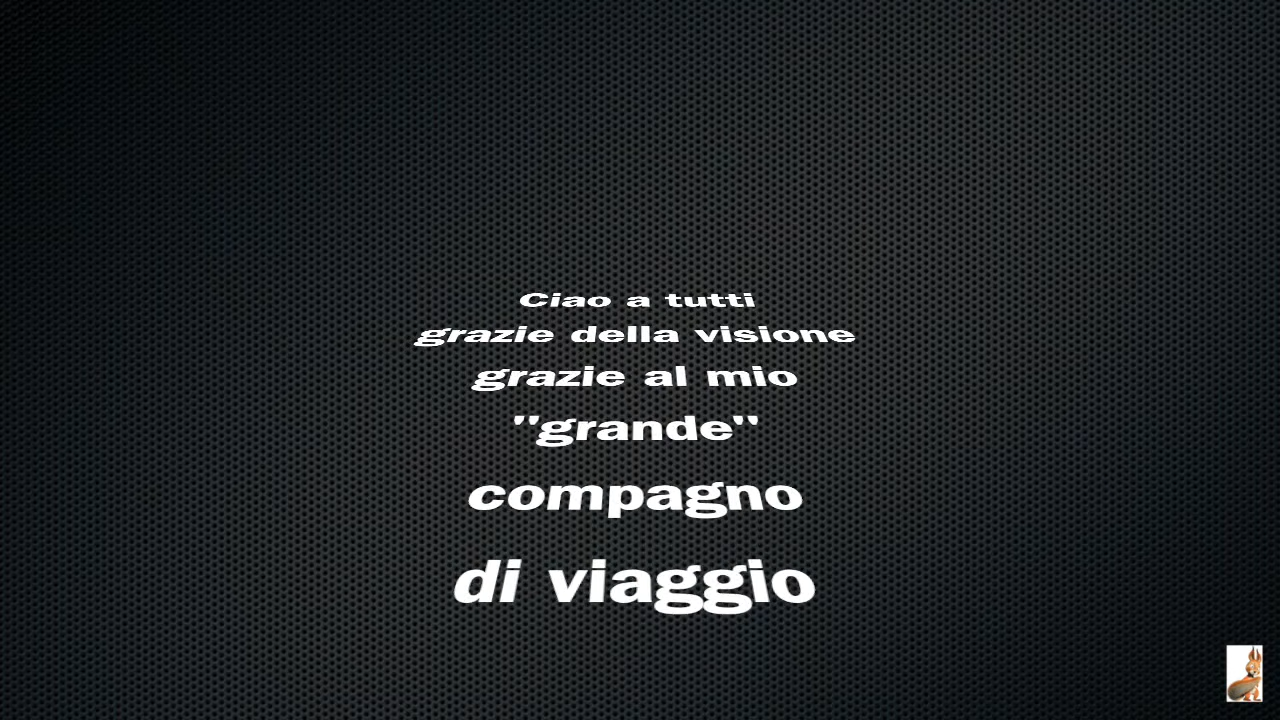 Ciao a tutti
grazie della visione
grazie al mio
"grande"
compagno
di viaggio